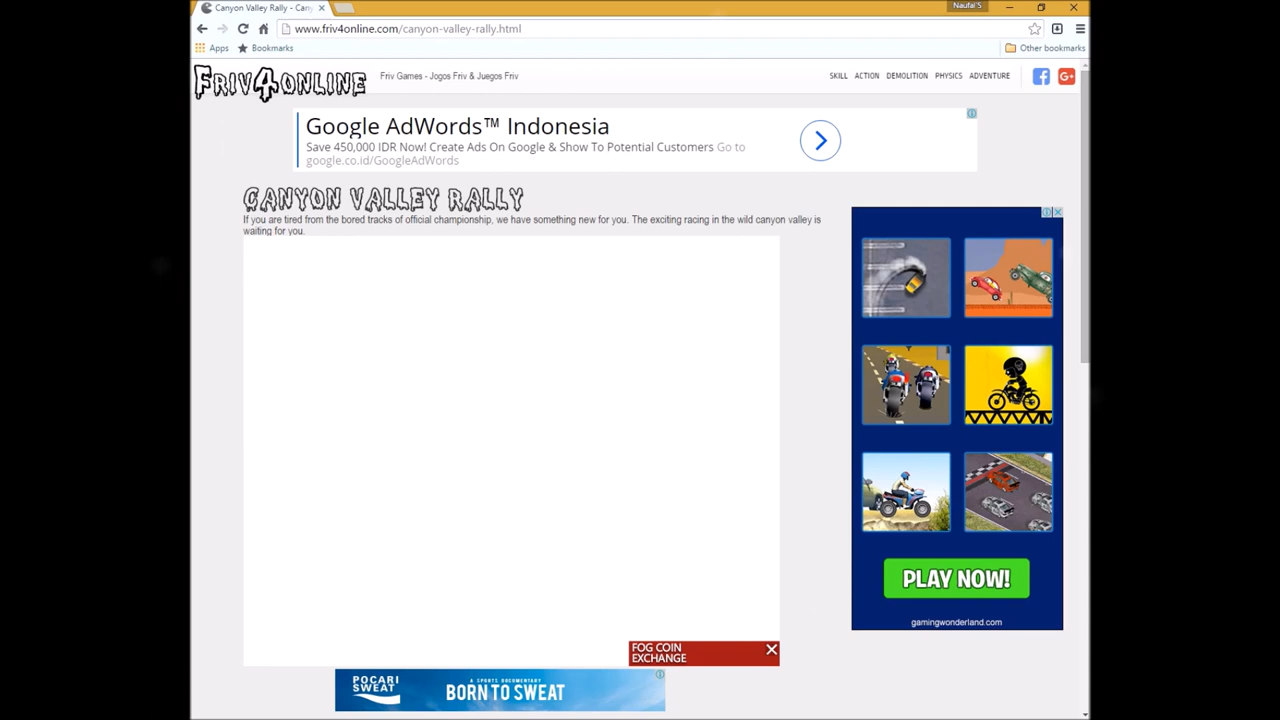 Canyon Valley Rally - Cany
Naufal'S
www.friv4online.com/canyon-valley-rally.html
Apps
Bookmarks
Other bookmarks
FRIV4ONLINE
Friv Games - Jogos Friv & Juegos Friv
SKILL
ACTION
DEMOLITION
PHYSICS
ADVENTURE
G+
Google AdWords™ Indonesia
Save 450,000 IDR Now! Create Ads On Google & Show To Potential Customers Go to
google.co.id/GoogleAdWords
CANYON VALLEY RALLY
If you are tired from the bored tracks of official championship, we have something new for you. The exciting racing in the wild canyon valley is
waiting for you.
PLAY NOW!
gamingwonderland.com
FOG COIN
EXCHANGE
POCARI
SWEAT
A SPORTS DOCUMENTARY
BORN TO SWEAT